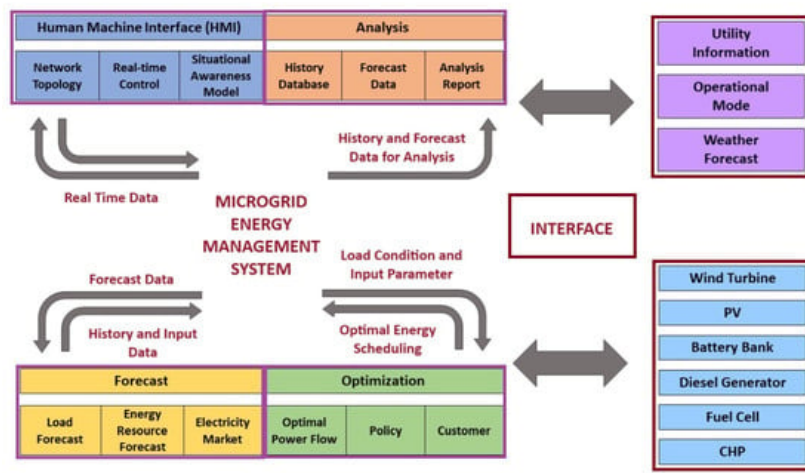 Human Machine Interface (HMI)
Analysis
Network
Topology
Real-time
Control
Situational
Awareness
Model
History
Database
Forecast
Data
Analysis
Report
Utility
Information
Operational
Mode
Weather
Forecast
History and Forecast
Data for Analysis
Real Time Data
MICROGRID
ENERGY
MANAGEMENT
SYSTEM
INTERFACE
Load Condition and
Input Parameter
Forecast Data
History and Input
Data
Optimal Energy
Scheduling
Wind Turbine
PV
Battery Bank
Diesel Generator
Fuel Cell
CHP
Forecast
Optimization
Load
Forecast
Energy
Resource
Forecast
Electricity
Market
Optimal
Power Flow
Policy
Customer